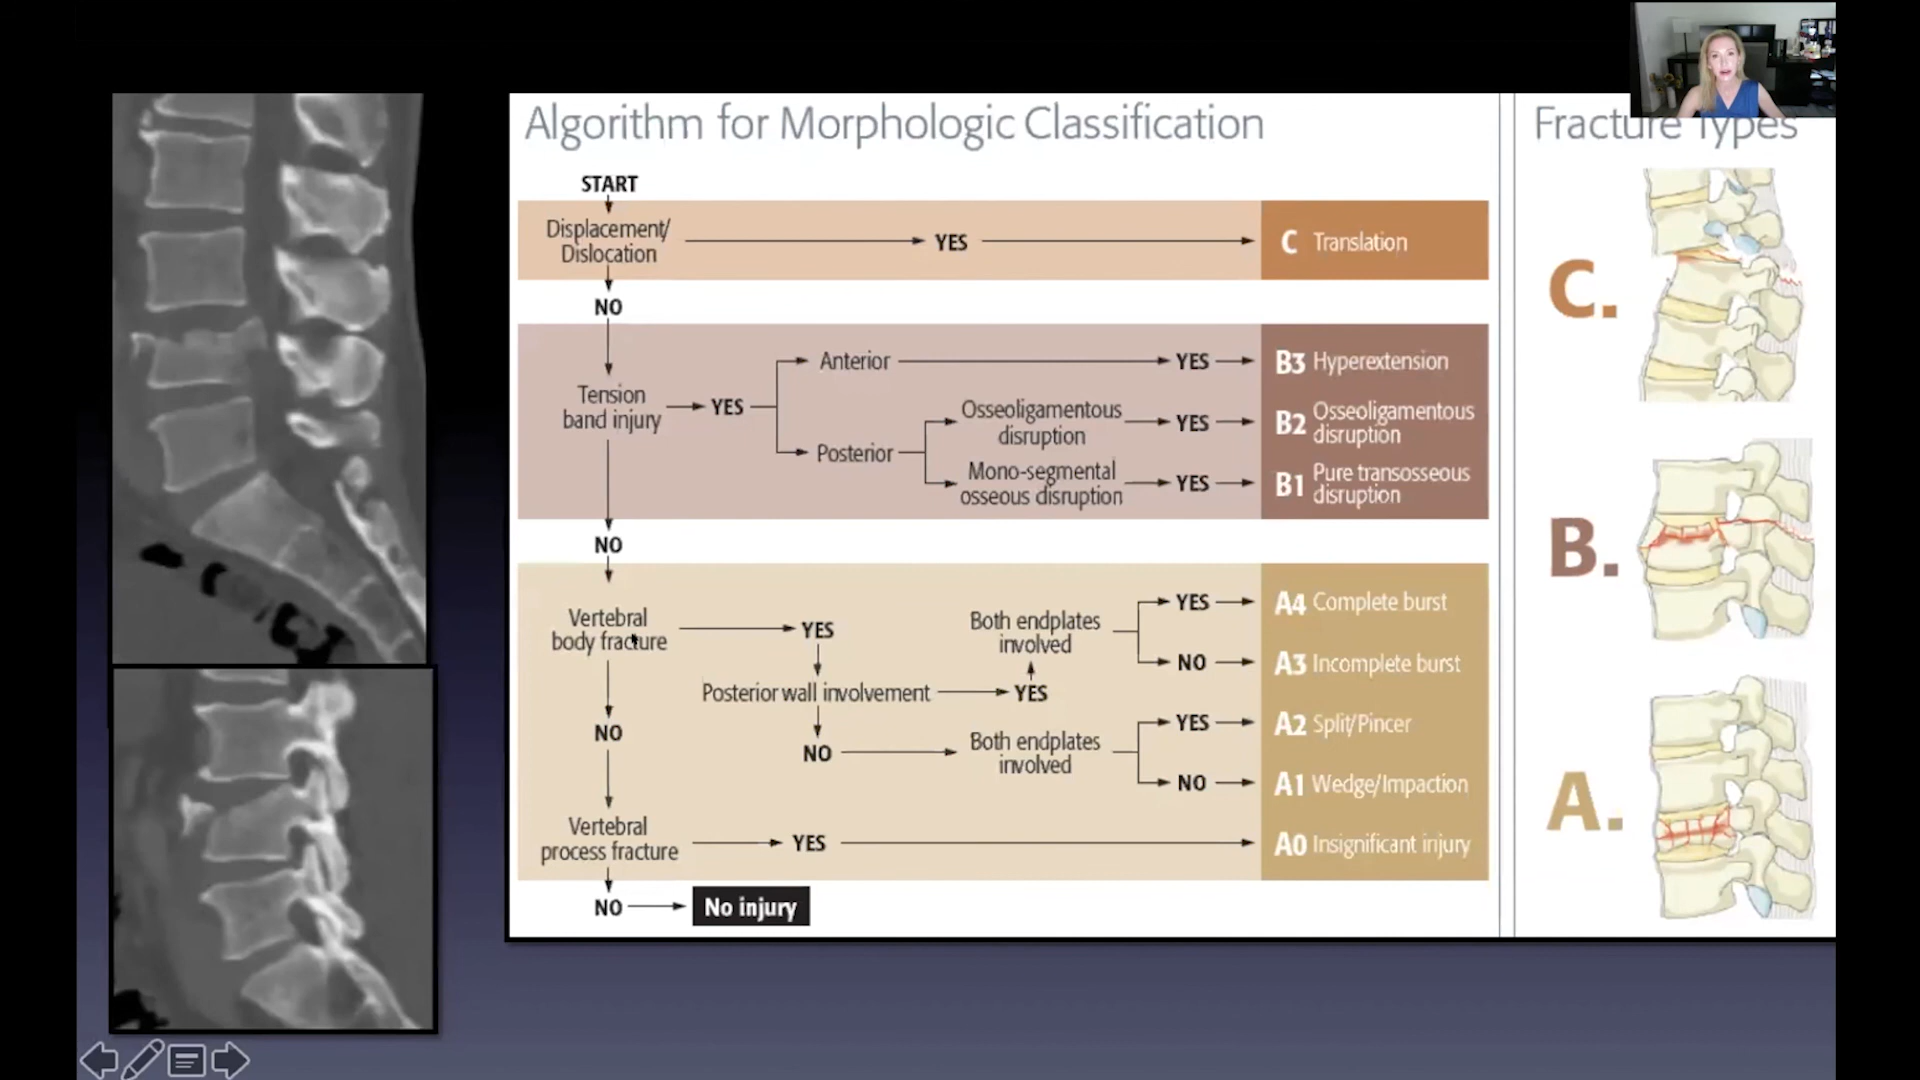 Algorithm for Morphologic Classification
START
Displacement/
Dislocation
YES
C Translation
NO
Tension
band injury
YES
Anterior
YES
B3 Hyperextension
Posterior
Osseoligamentous
disruption
YES
B2 Osseoligamentous
disruption
Mono-segmental
osseous disruption
YES
B1 Pure transosseous
disruption
NO
Vertebral
body fracture
YES
Posterior wall involvement
YES
Both endplates
involved
YES
A4 Complete burst
NO
A3 Incomplete burst
NO
Both endplates
involved
YES
A2 Split/Pincer
NO
A1 Wedge/Impaction
NO
Vertebral
process fracture
YES
A0 Insignificant injury
NO
No injury
Fracture Types
C.
B.
A.